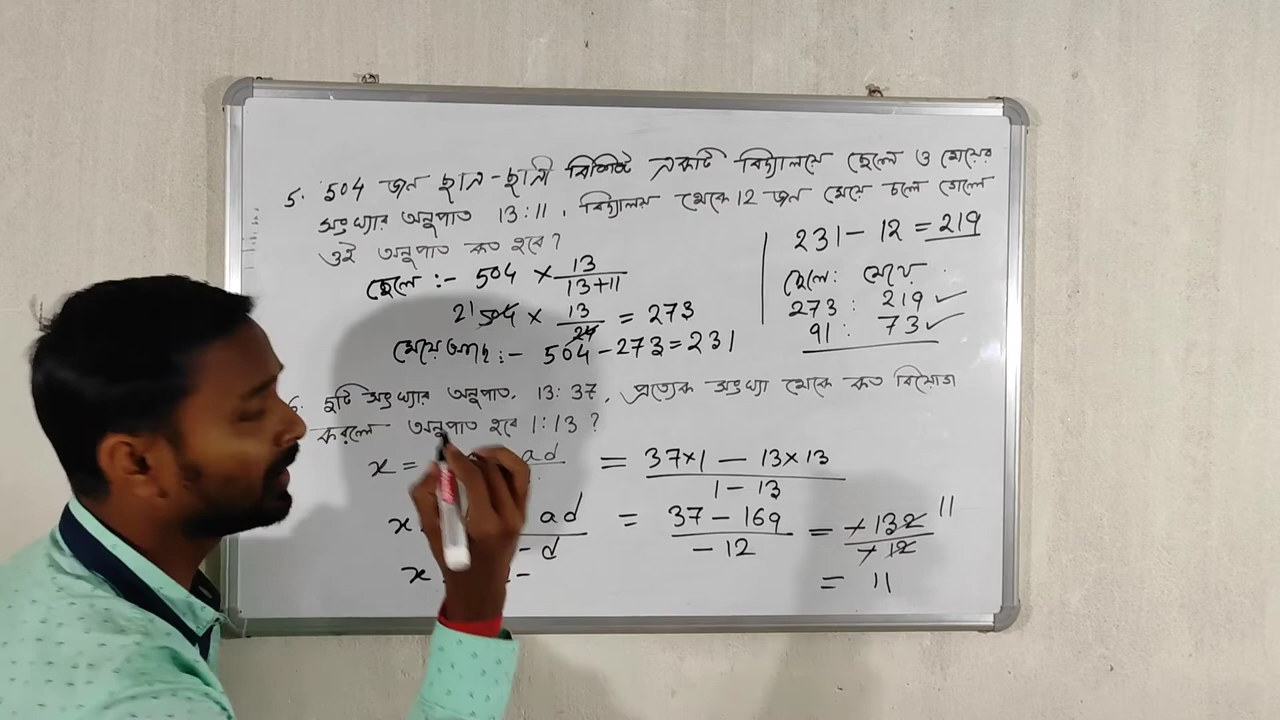 5. 504 জন ছাত্র-ছাত্রী বিশিষ্ট একটি বিদ্যালয়ে ছেলে ও মেয়ের
সংখ্যার অনুপাত 13:11, বিদ্যালয় থেকে 12 জন মেয়ে চলে গেলে
ওই অনুপাত কত হবে?
ছেলে :- 504 × 13/13+11
21 504 × 13/24 = 273
মেয়ে :- 504 - 273 = 231
231 - 12 = 219
ছেলে : মেয়ে
273 : 219 ✓
91 : 73 ✓
6. দুটি সংখ্যার অনুপাত, 13:37, প্রত্যেক সংখ্যা থেকে কত বিয়োগ
করলে অনুপাত হবে 1:13 ?
x = ad = 37×1 - 13×13 / 1 - 13
x ad / - d = 37 - 169 / - 12 = -132 / -12 11
x - = 11